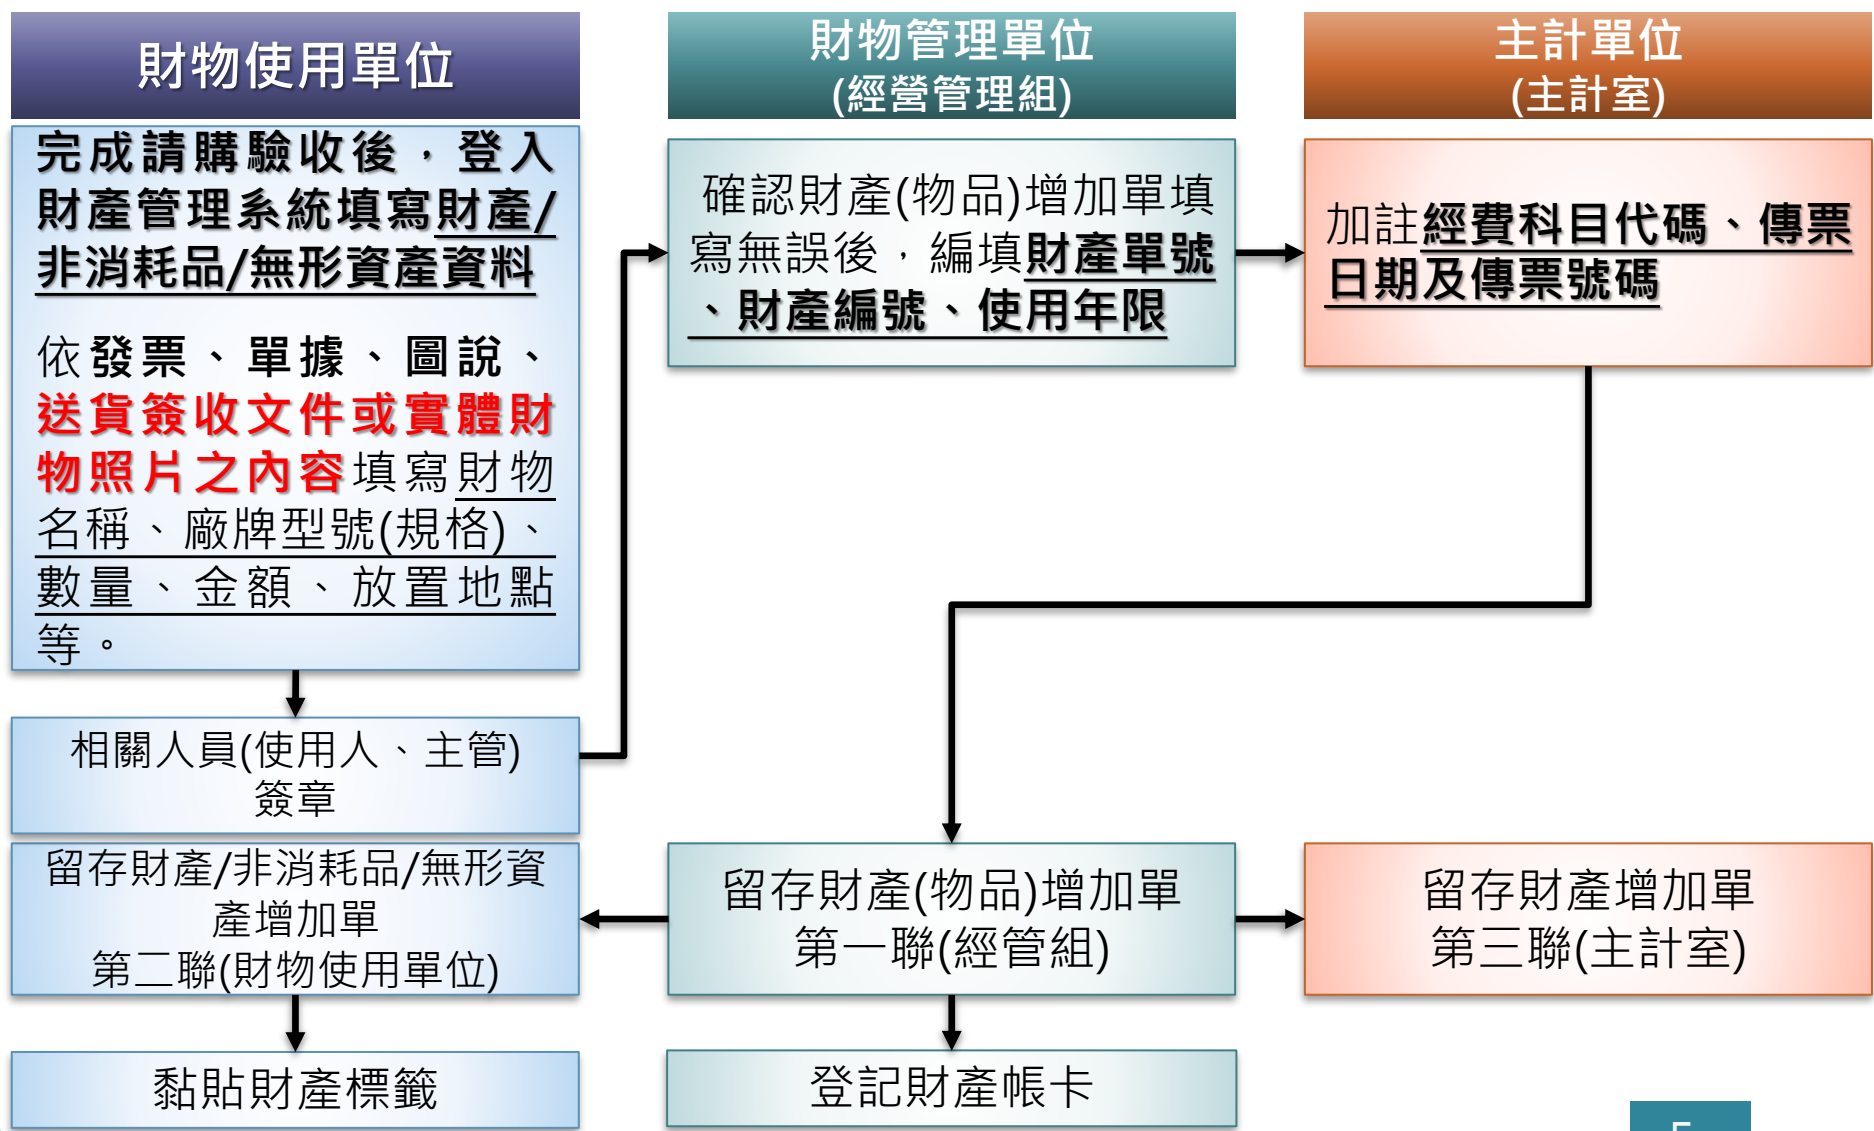 財物使用單位
完成請購驗收後，登入
財產管理系統填寫財產/
非消耗品/無形資產資料
依發票、單據、圖說、
送貨簽收文件或實體財
物照片之內容填寫財物
名稱、廠牌型號(規格)、
數量、金額、放置地點
等。
相關人員(使用人、主管)
簽章
留存財產/非消耗品/無形資
產增加單
第二聯(財物使用單位)
黏貼財產標籤
財物管理單位
(經營管理組)
確認財產(物品)增加單填
寫無誤後，編填財產單號
、財產編號、使用年限
留存財產(物品)增加單
第一聯(經管組)
登記財產帳卡
主計單位
(主計室)
加註經費科目代碼、傳票
日期及傳票號碼
留存財產增加單
第三聯(主計室)